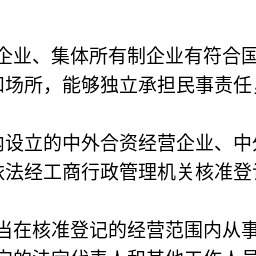 企业、集体所有制企业有符合国
场所，能够独立承担民事责任，
设立的中外合资经营企业、中
依法经工商行政管理机关核准登记
当在核准登记的经营范围内从事